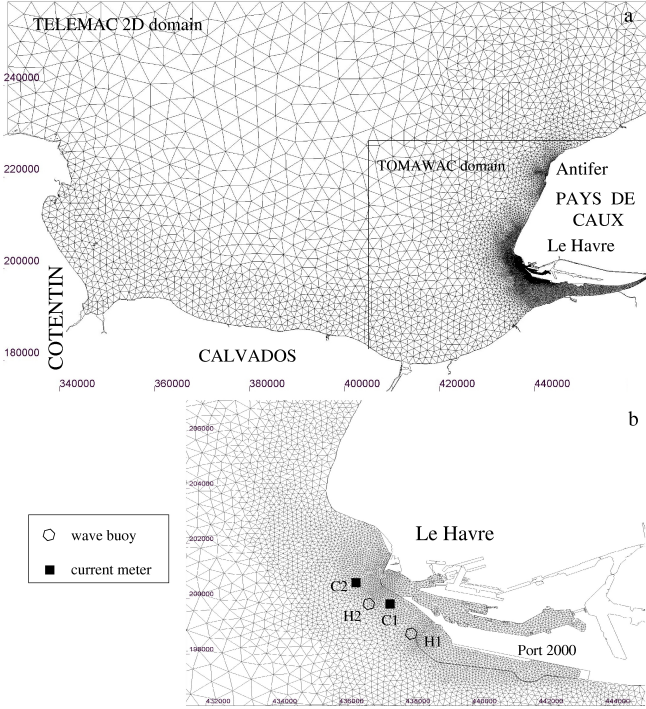 TELEMAC 2D domain
a
240000
220000
200000
180000
TOMAWAC domain
Antifer
PAYS DE
CAUX
Le Havre
COTENTIN
CALVADOS
340000
360000
380000
400000
420000
440000
b
206000
204000
202000
200000
198000
Le Havre
C2
H2
C1
H1
Port 2000
432000
434000
436000
438000
440000
442000
444000
wave buoy
current meter